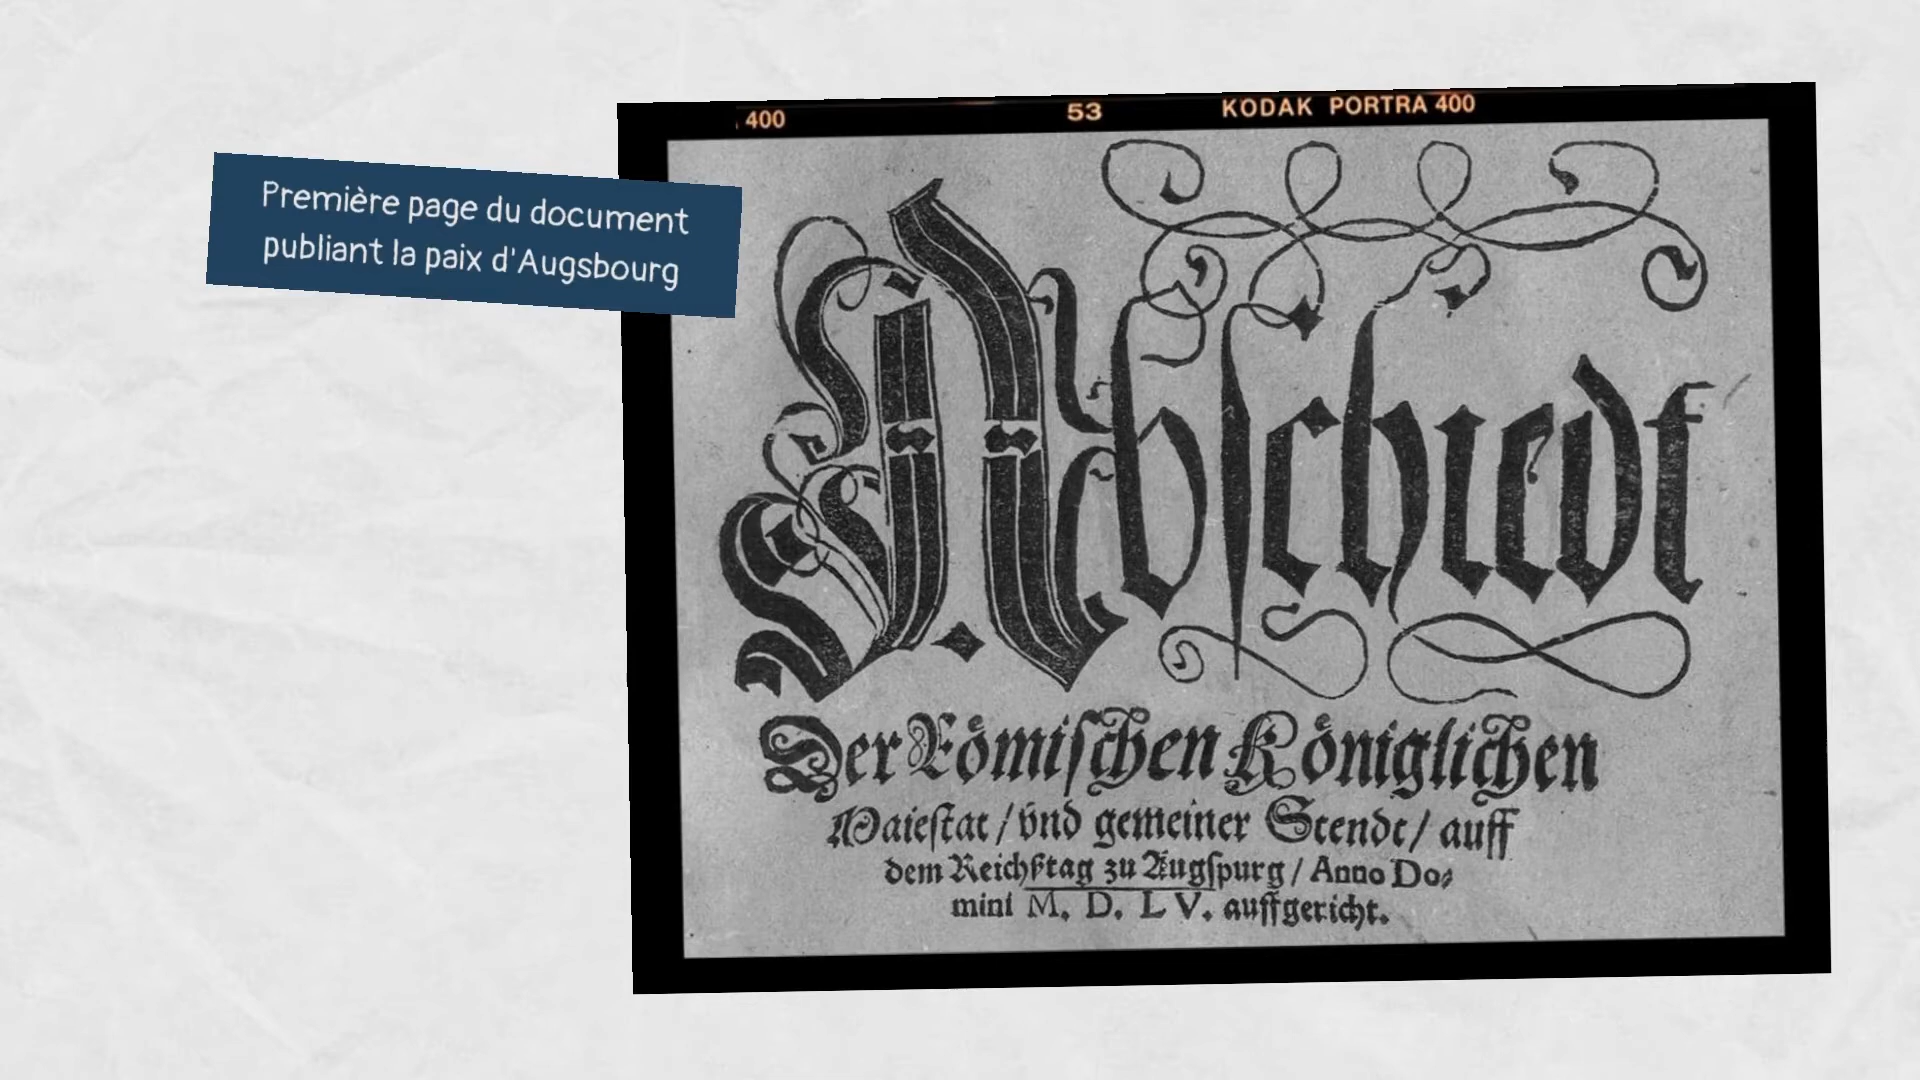 400 53 KODAK PORTRA 400
Première page du document
publiant la paix d'Augsbourg
Abſchiedt
Der Römiſchen Königlichen
Maieſtat / vnd gemeiner Stendt / auff
dem Reichſtag zu Augſpurg / Anno Do⸗
mini M. D. L V. auffgericht.